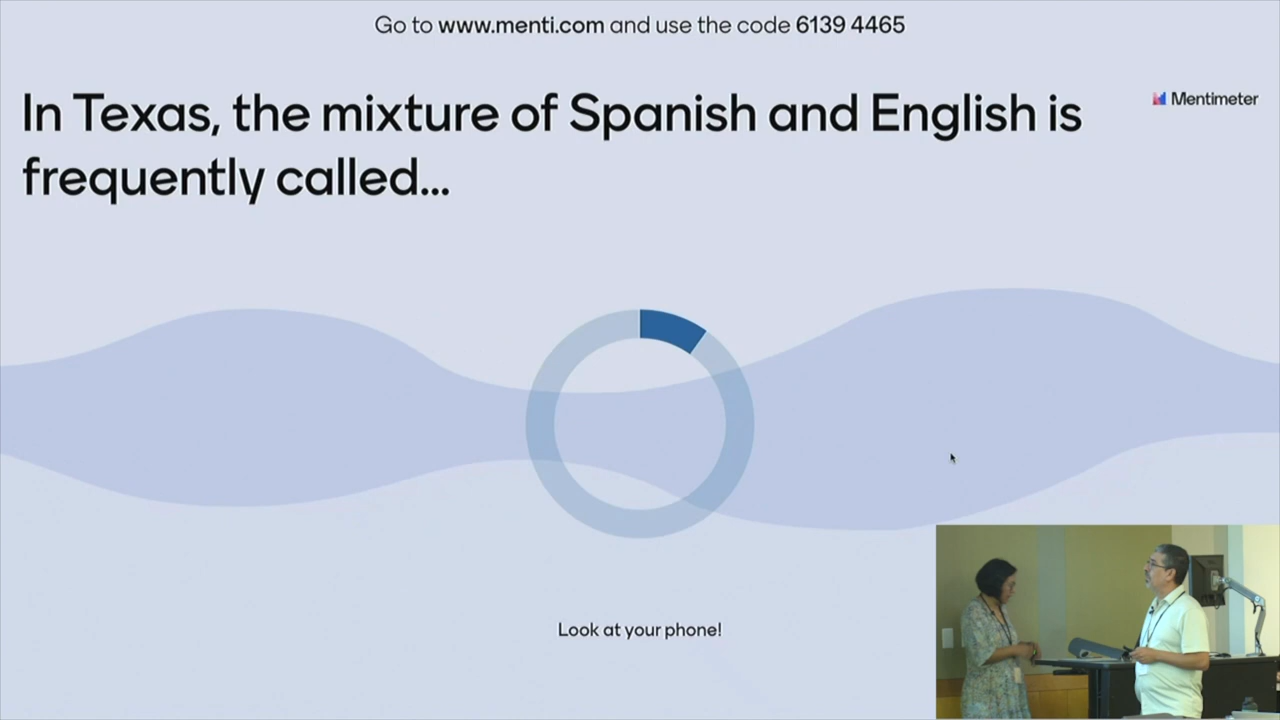 Go to www.menti.com and use the code 6139 4465
In Texas, the mixture of Spanish and English is
frequently called...
Mentimeter
Look at your phone!